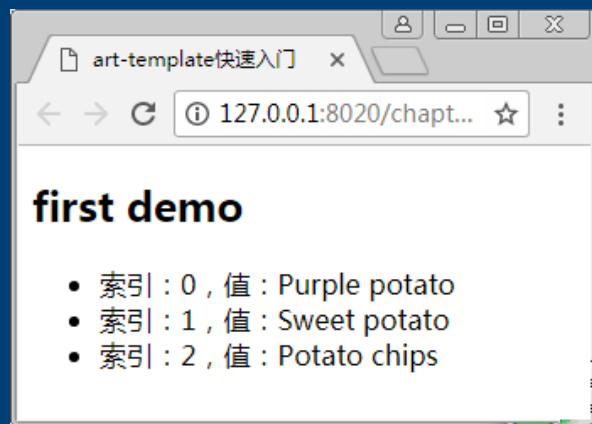 art-template快速入门
127.0.0.1:8020/chapt...
first demo
索引：0，值：Purple potato
索引：1，值：Sweet potato
索引：2，值：Potato chips